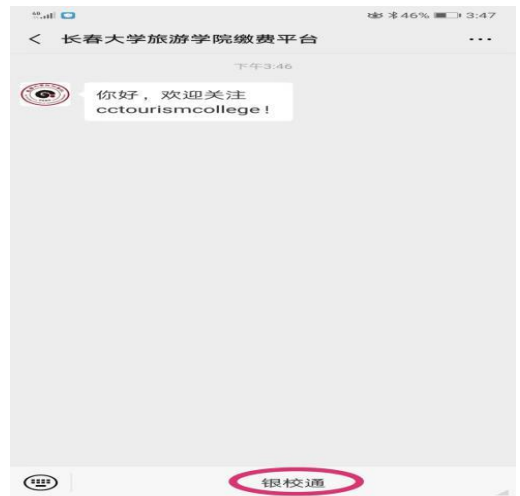 46% 3:47
< 长春大学旅游学院缴费平台 ...
下午3:46
你好，欢迎关注
cctourismcollege!
银校通